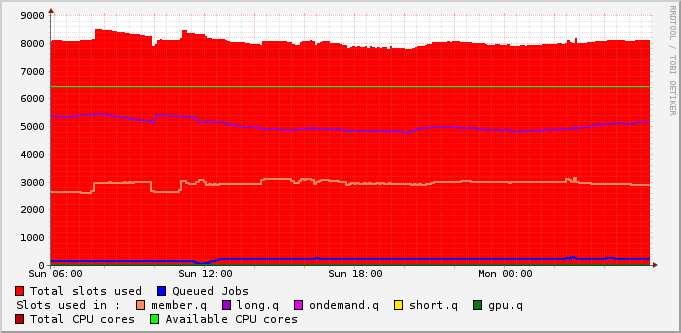 9000
8000
7000
6000
5000
4000
3000
2000
1000
0
Sun 06:00 Sun 12:00 Sun 18:00 Mon 00:00
Total slots used Queued Jobs
Slots used in : member.q long.q ondemand.q short.q gpu.q
Total CPU cores Available CPU cores
RRDTOOL / TOBI OETIKER